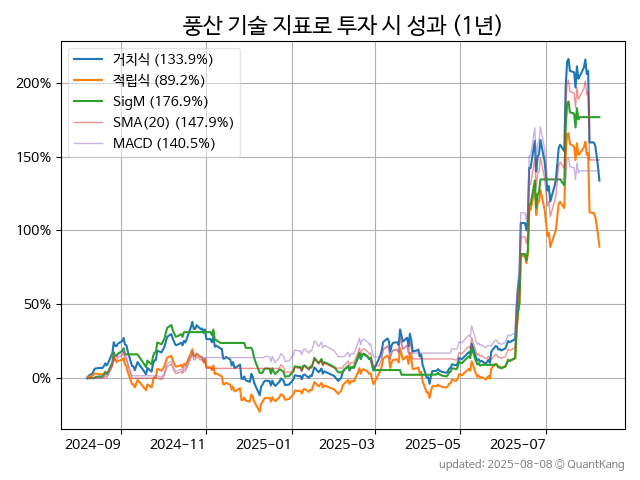 풍산 기술 지표로 투자 시 성과 (1년)
거치식 (133.9%)
적립식 (89.2%)
SigM (176.9%)
SMA(20) (147.9%)
MACD (140.5%)
200%
150%
100%
50%
0%
2024-09
2024-11
2025-01
2025-03
2025-05
2025-07
updated: 2025-08-08 © QuantKang